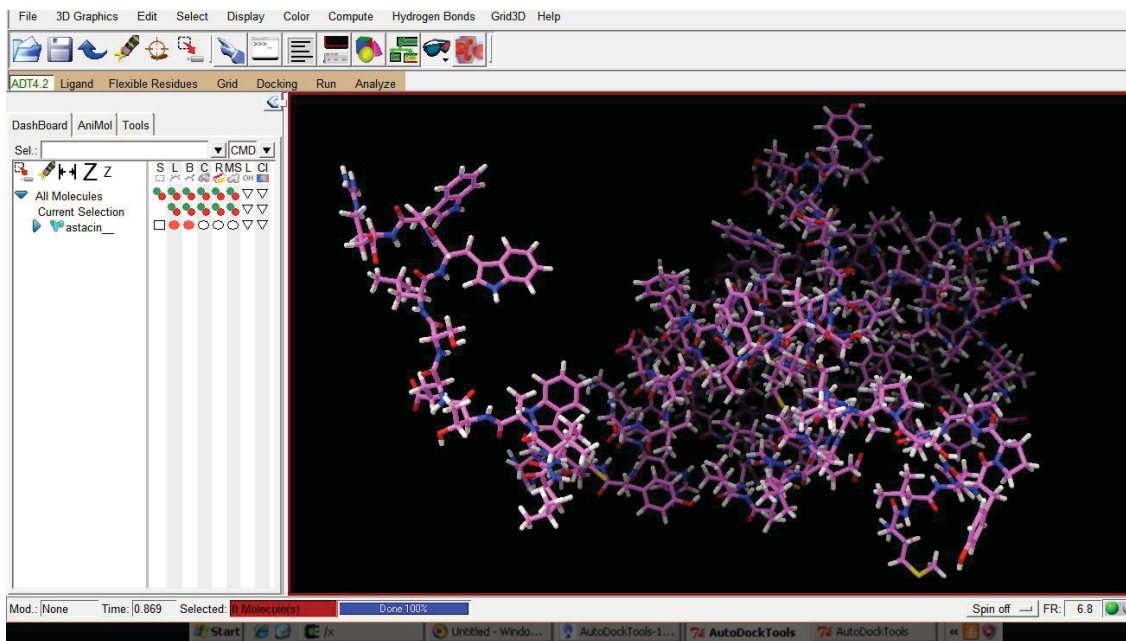 File 3D Graphics Edit Select Display Color Compute Hydrogen Bonds Grid3D Help
ADT4.2 Ligand Flexible Residues Grid Docking Run Analyze
DashBoard AniMol Tools
Sel.: CMD
Z Z S L B C R MS L Cl
OH
All Molecules
Current Selection
astacin__
Mod.: None Time: 0.869 Selected: 0 Molecule(s) Done 100% Spin off FR: 6.8
Start Untitled - Windo... AutoDockTools-1... AutoDockTools AutoDockTools